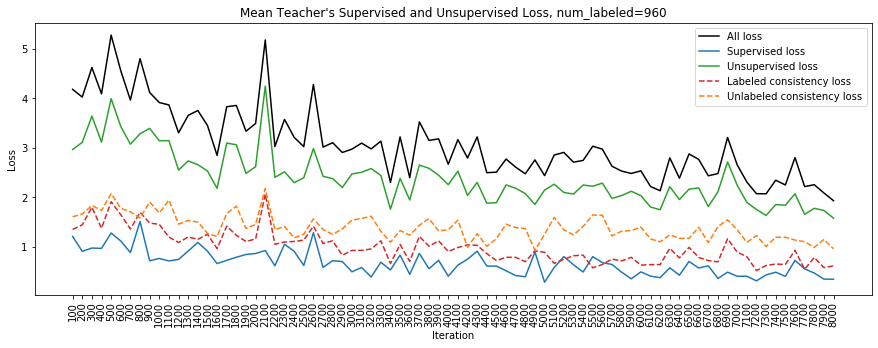 Mean Teacher's Supervised and Unsupervised Loss, num_labeled=960
All loss
Supervised loss
Unsupervised loss
Labeled consistency loss
Unlabeled consistency loss
Loss
5
4
3
2
1
100 200 300 400 500 600 700 800 900 1000 1100 1200 1300 1400 1500 1600 1700 1800 1900 2000 2100 2200 2300 2400 2500 2600 2700 2800 2900 3000 3100 3200 3300 3400 3500 3600 3700 3800 3900 4000 4100 4200 4300 4400 4500 4600 4700 4800 4900 5000 5100 5200 5300 5400 5500 5600 5700 5800 5900 6000 6100 6200 6300 6400 6500 6600 6700 6800 6900 7000 7100 7200 7300 7400 7500 7600 7700 7800 7900 8000
Iteration